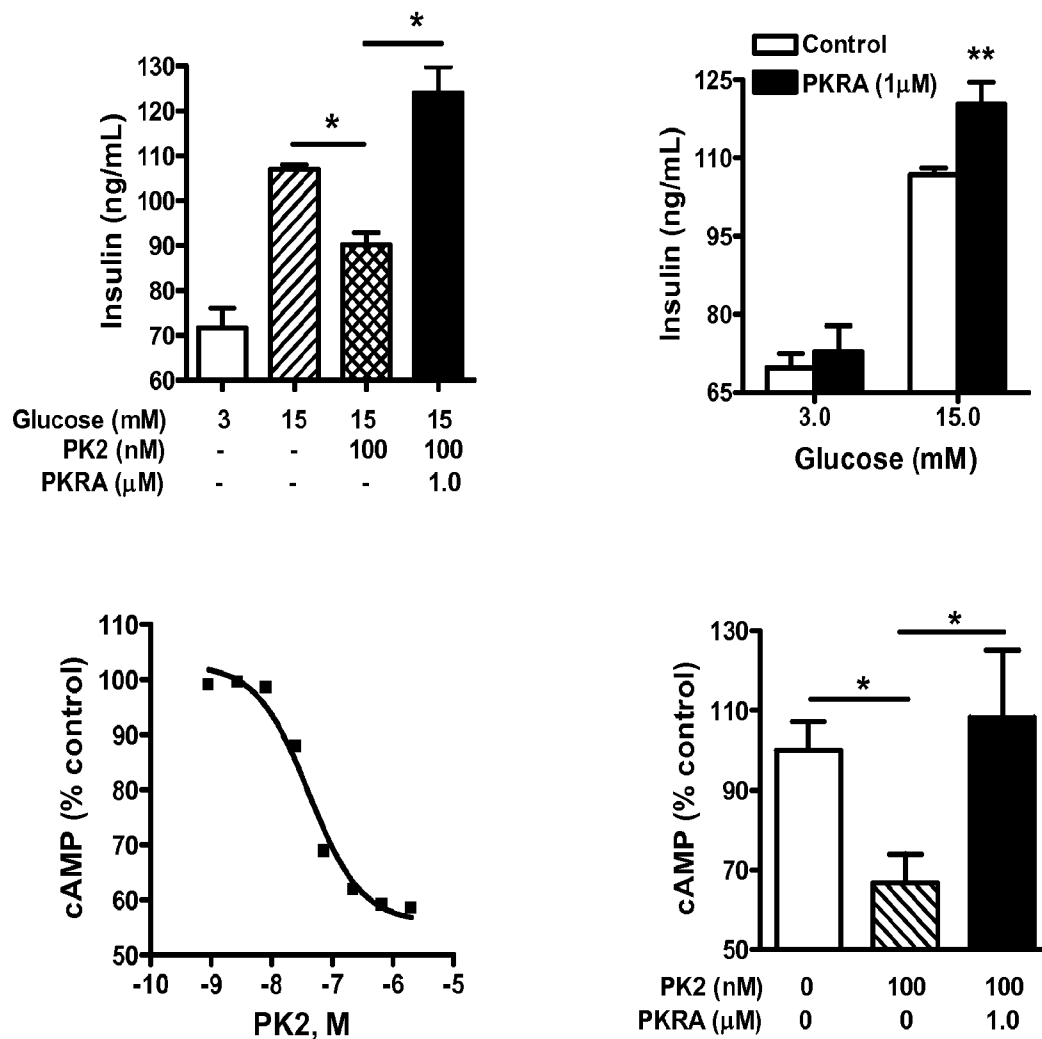 *
*
130
120
110
100
90
80
70
60
Insulin (ng/mL)
Glucose (mM) 3 15 15 15
PK2 (nM) - - 100 100
PKRA (μM) - - - 1.0
Control
PKRA (1μM)
**
125
110
95
80
65
Insulin (ng/mL)
3.0 15.0
Glucose (mM)
110
100
90
80
70
60
50
cAMP (% control)
-10 -9 -8 -7 -6 -5
PK2, M
*
*
130
110
90
70
50
cAMP (% control)
PK2 (nM) 0 100 100
PKRA (μM) 0 0 1.0